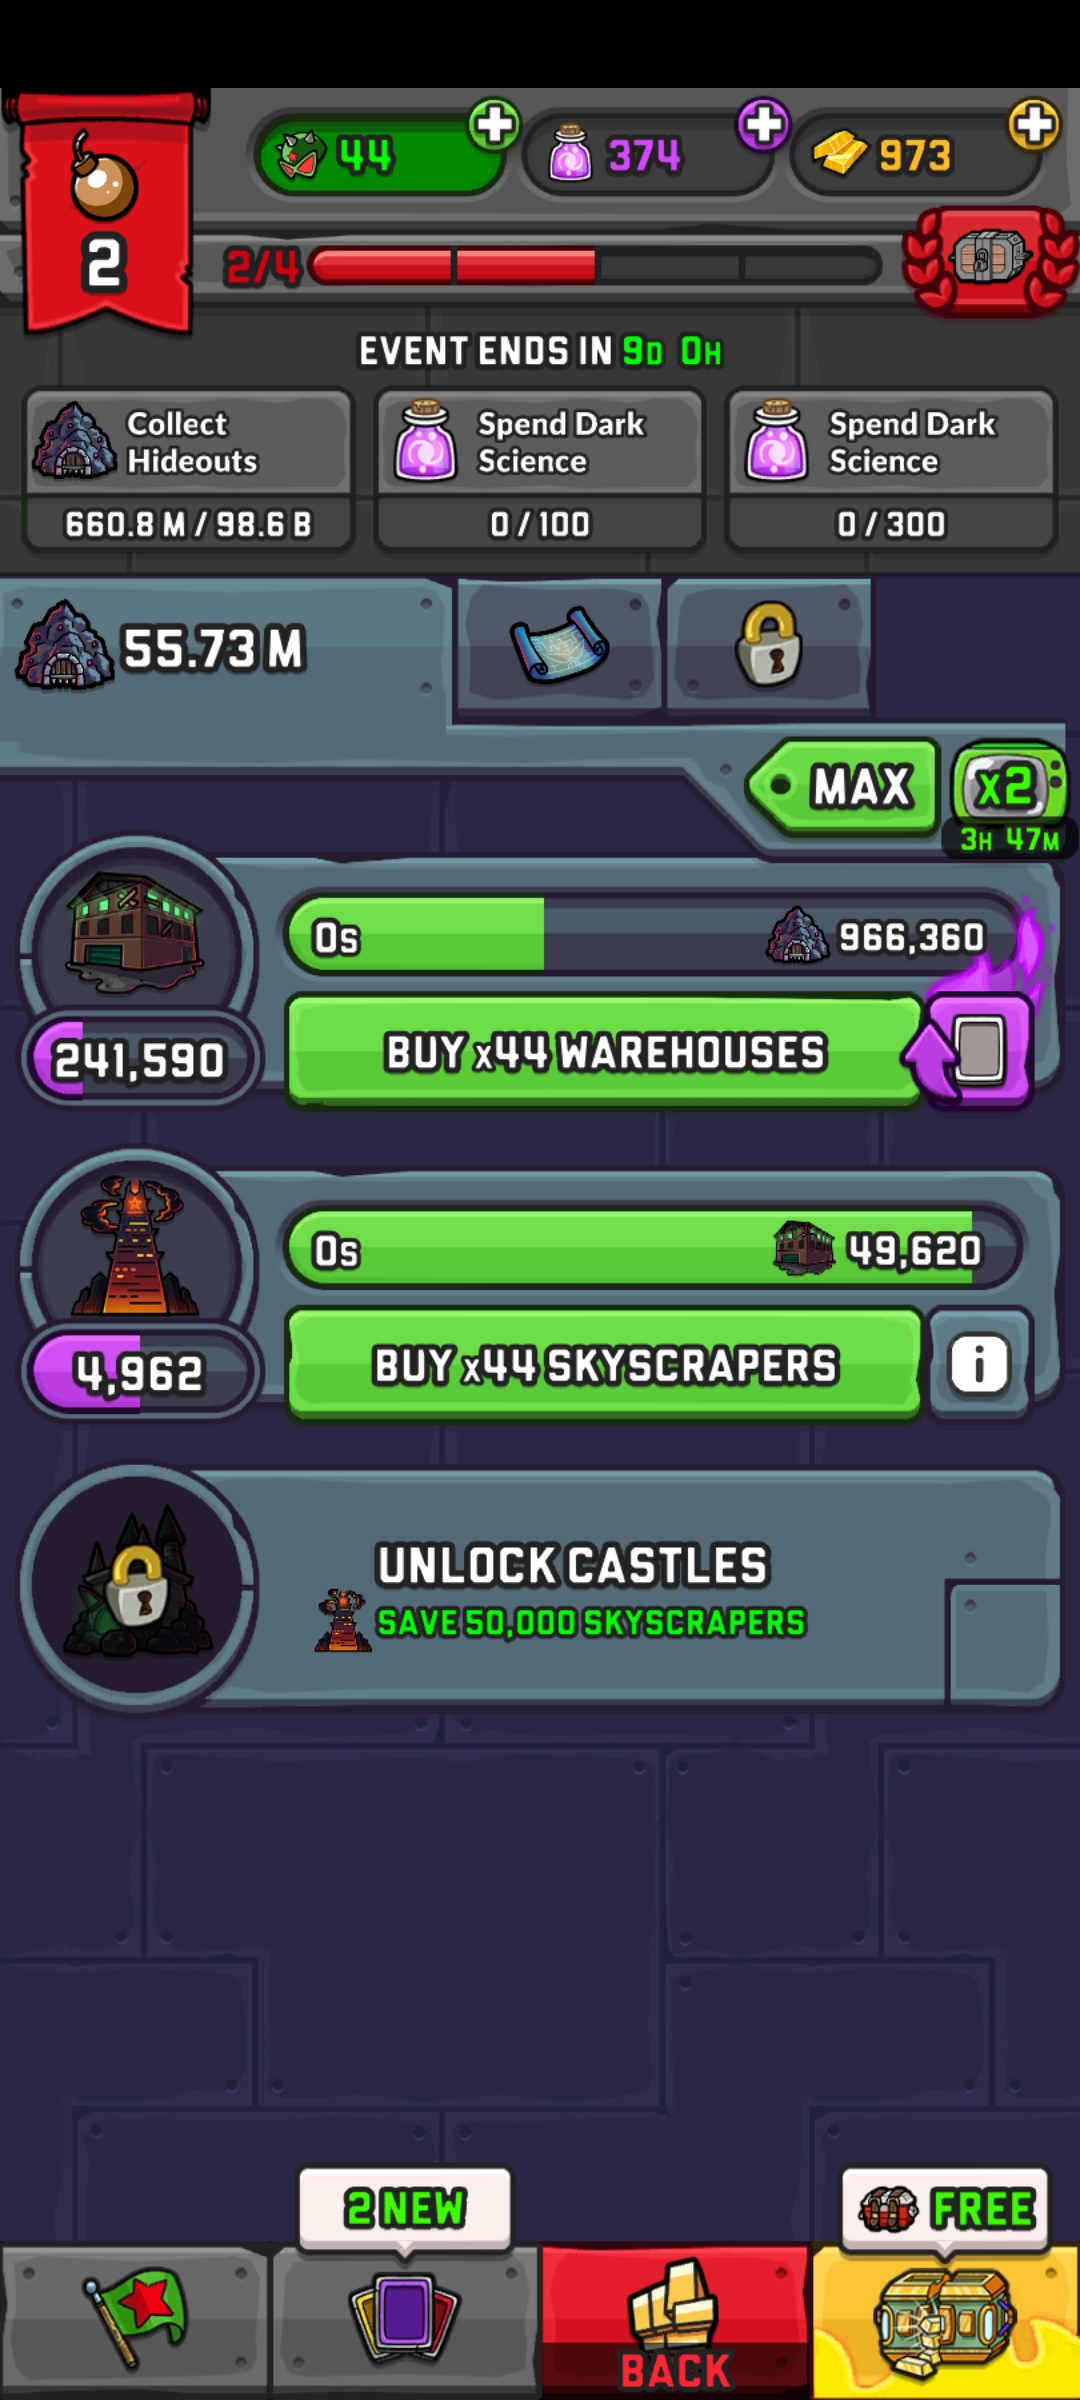 44
374
973
2
2/4
EVENT ENDS IN 9D 0H
Collect
Hideouts
660.8 M / 98.6 B
Spend Dark
Science
0 / 100
Spend Dark
Science
0 / 300
55.73 M
MAX
x2
3H 47M
0s
966,360
241,590
BUY x44 WAREHOUSES
0s
49,620
4,962
BUY x44 SKYSCRAPERS
i
UNLOCK CASTLES
SAVE 50,000 SKYSCRAPERS
2 NEW
FREE
BACK